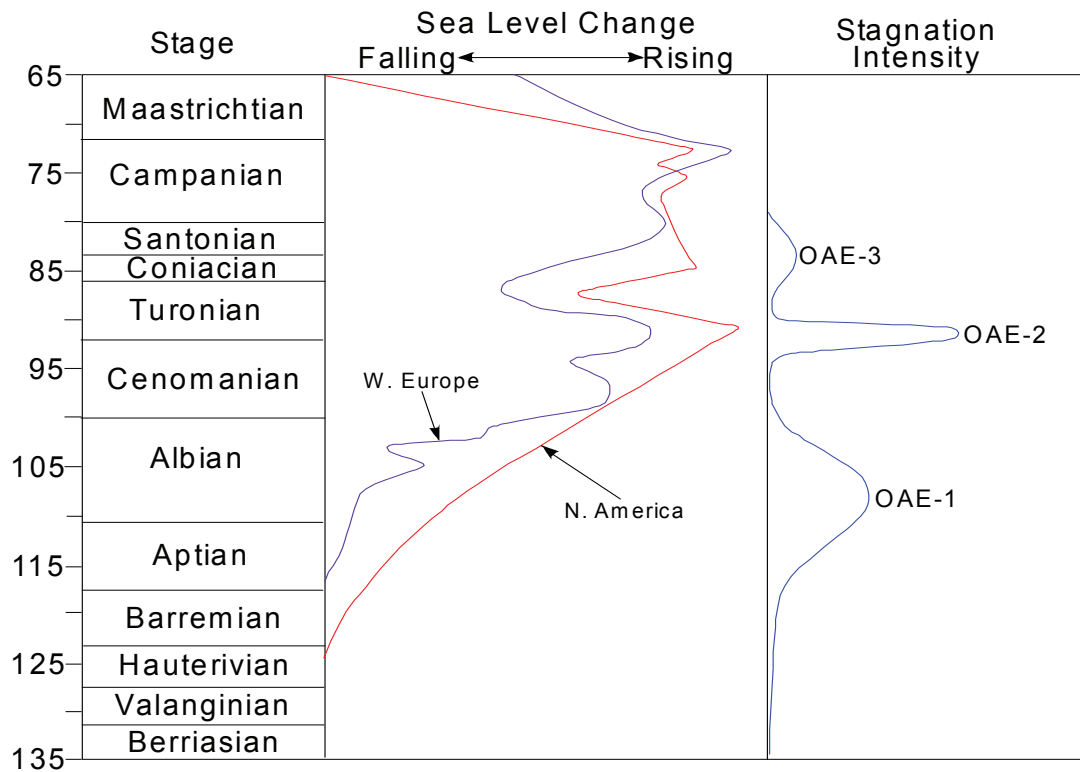 Stage
Sea Level Change
Falling Rising
Stagnation
Intensity
65
75
85
95
105
115
125
135
Maastrichtian
Campanian
Santonian
Coniacian
Turonian
Cenomanian
Albian
Aptian
Barremian
Hauterivian
Valanginian
Berriasian
W. Europe
N. America
OAE-3
OAE-2
OAE-1